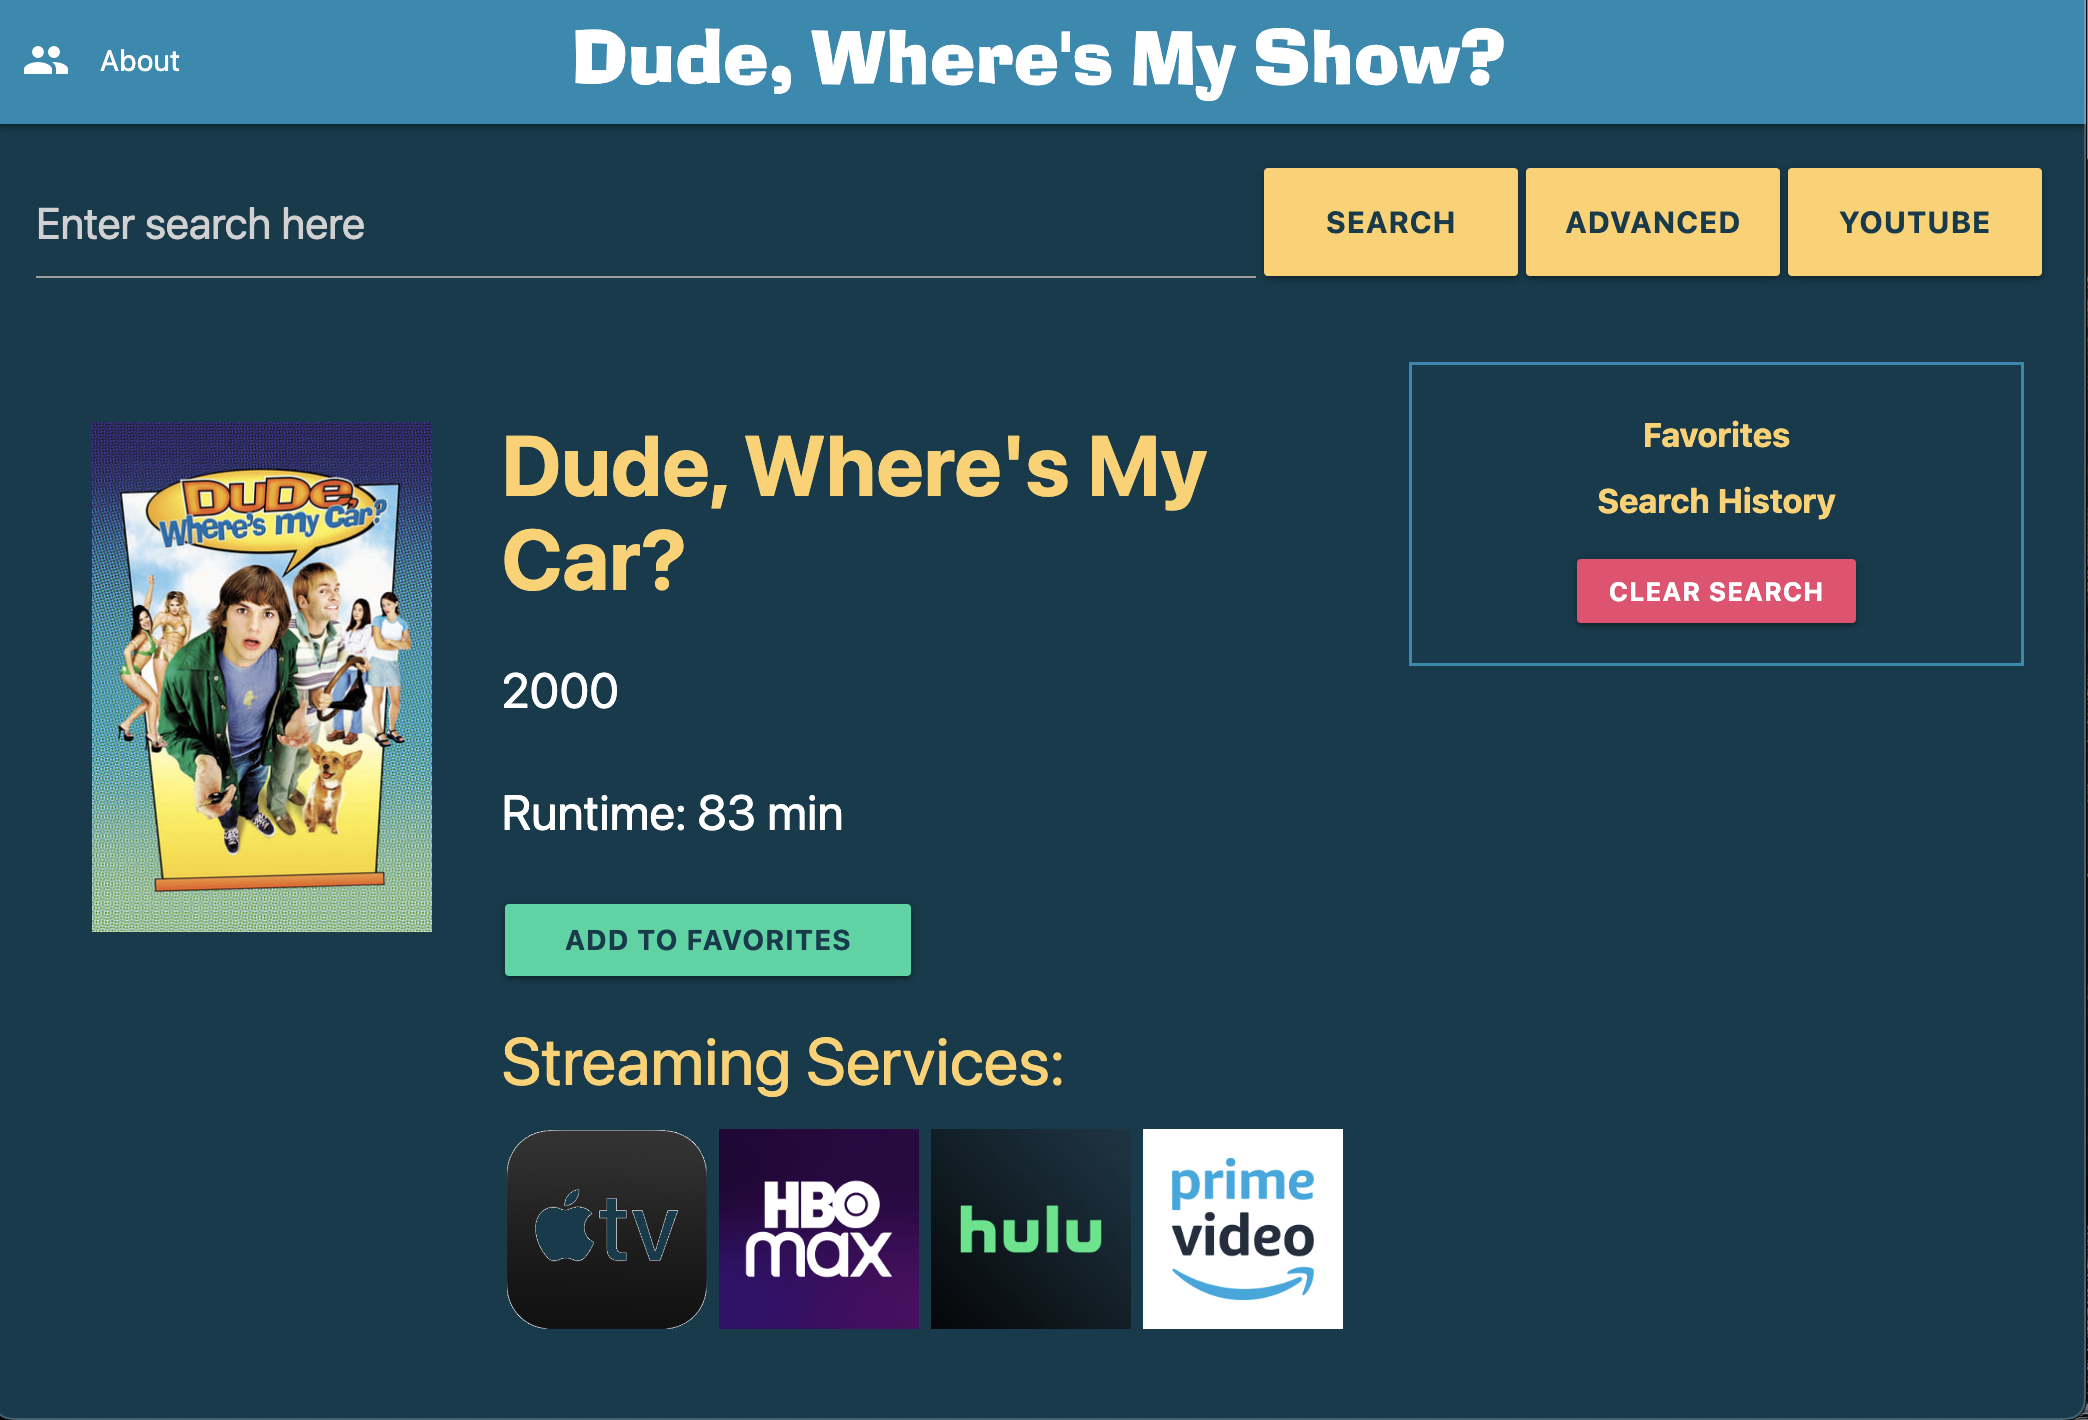 About
Dude, Where's My Show?
Enter search here
SEARCH
ADVANCED
YOUTUBE
DUDE,
Where's my Car?
Dude, Where's My
Car?
2000
Runtime: 83 min
ADD TO FAVORITES
Streaming Services:
tv
HBO
max
hulu
prime
video
Favorites
Search History
CLEAR SEARCH